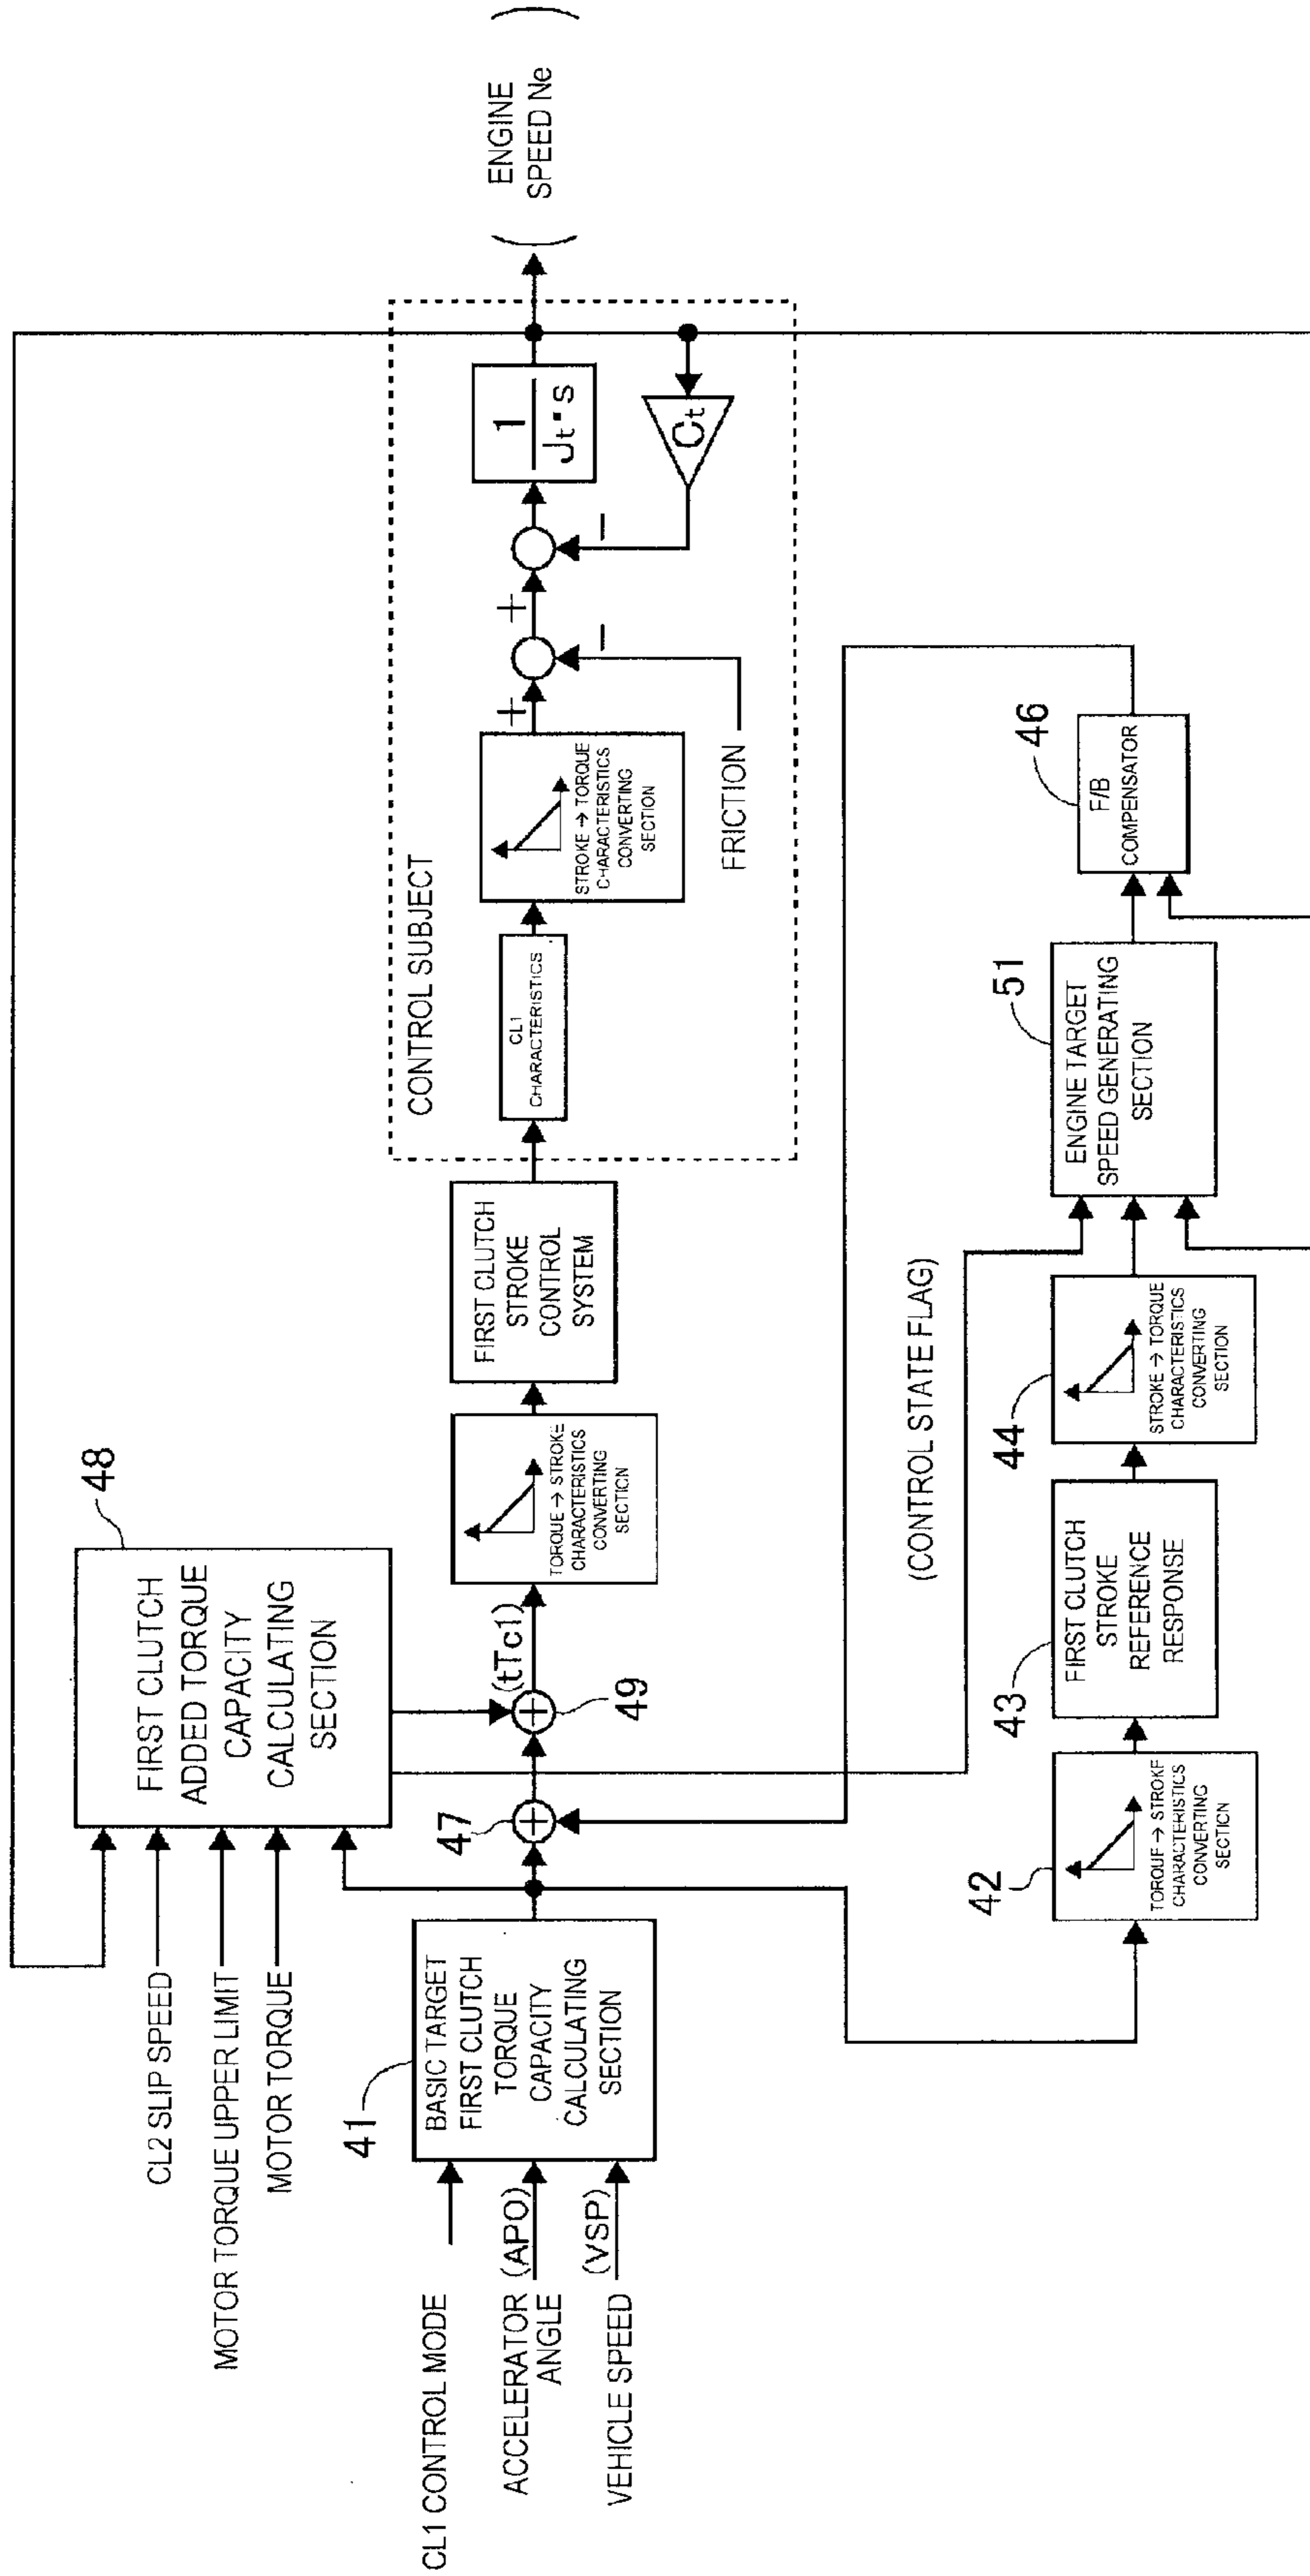 48
FIRST CLUTCH
ADDED TORQUE
CAPACITY
CALCULATING
SECTION
CL2 SLIP SPEED
MOTOR TORQUE UPPER LIMIT
MOTOR TORQUE
41
BASIC TARGET
FIRST CLUTCH
TORQUE
CAPACITY
CALCULATING
SECTION
CL1 CONTROL MODE
ACCELERATOR (APO)
ANGLE
VEHICLE SPEED (VSP)
47
+
+
49
(tTc1)
TORQUE → STROKE
CHARACTERISTICS
CONVERTING
SECTION
FIRST CLUTCH
STROKE
CONTROL
SYSTEM
CONTROL SUBJECT
CL1
CHARACTERISTICS
STROKE → TORQUE
CHARACTERISTICS
CONVERTING
SECTION
FRICTION
+
−
+
−
1
Jt・s
Ct
( ENGINE
SPEED Ne )
(CONTROL STATE FLAG)
42
TORQUE → STROKE
CHARACTERISTICS
CONVERTING
SECTION
43
FIRST CLUTCH
STROKE
REFERENCE
RESPONSE
44
STROKE → TORQUE
CHARACTERISTICS
CONVERTING
SECTION
51
ENGINE TARGET
SPEED GENERATING
SECTION
46
F/B
COMPENSATOR